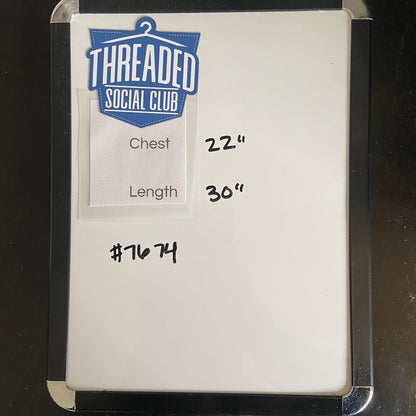 THREADED
SOCIAL CLUB
Chest 22"
Length 30"
#7674